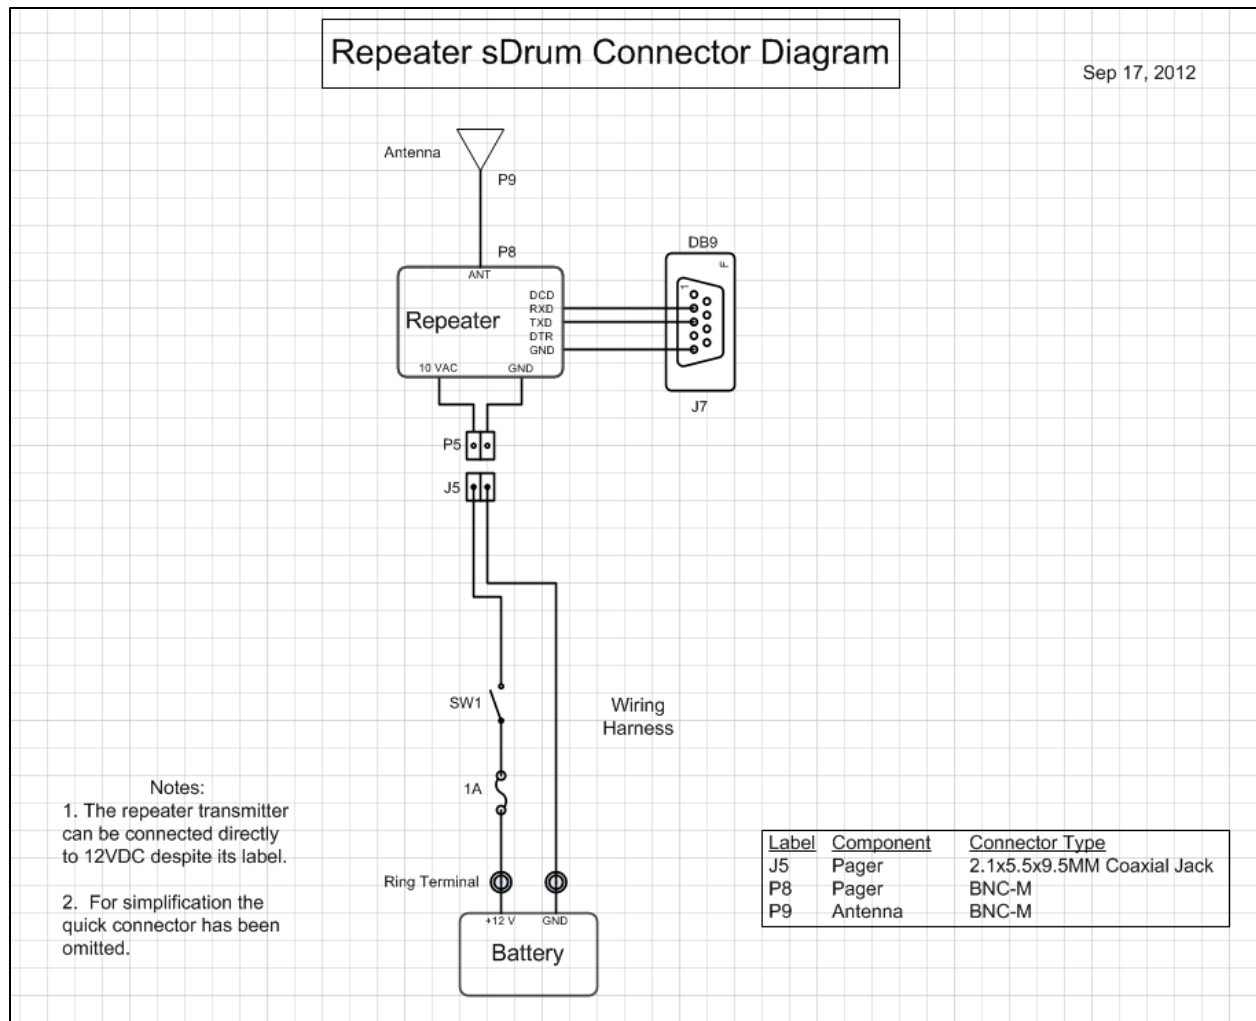 Repeater sDrum Connector Diagram
Sep 17, 2012
Antenna
P9
P8
ANT
DB9
F
1
DCD
RXD
TXD
DTR
GND
Repeater
10 VAC
GND
J7
P5
J5
SW1
Wiring
Harness
1A
Notes:
1. The repeater transmitter
can be connected directly
to 12VDC despite its label.
2. For simplification the
quick connector has been
omitted.
Ring Terminal
+12 V
GND
Battery
Label Component Connector Type
J5 Pager 2.1x5.5x9.5MM Coaxial Jack
P8 Pager BNC-M
P9 Antenna BNC-M